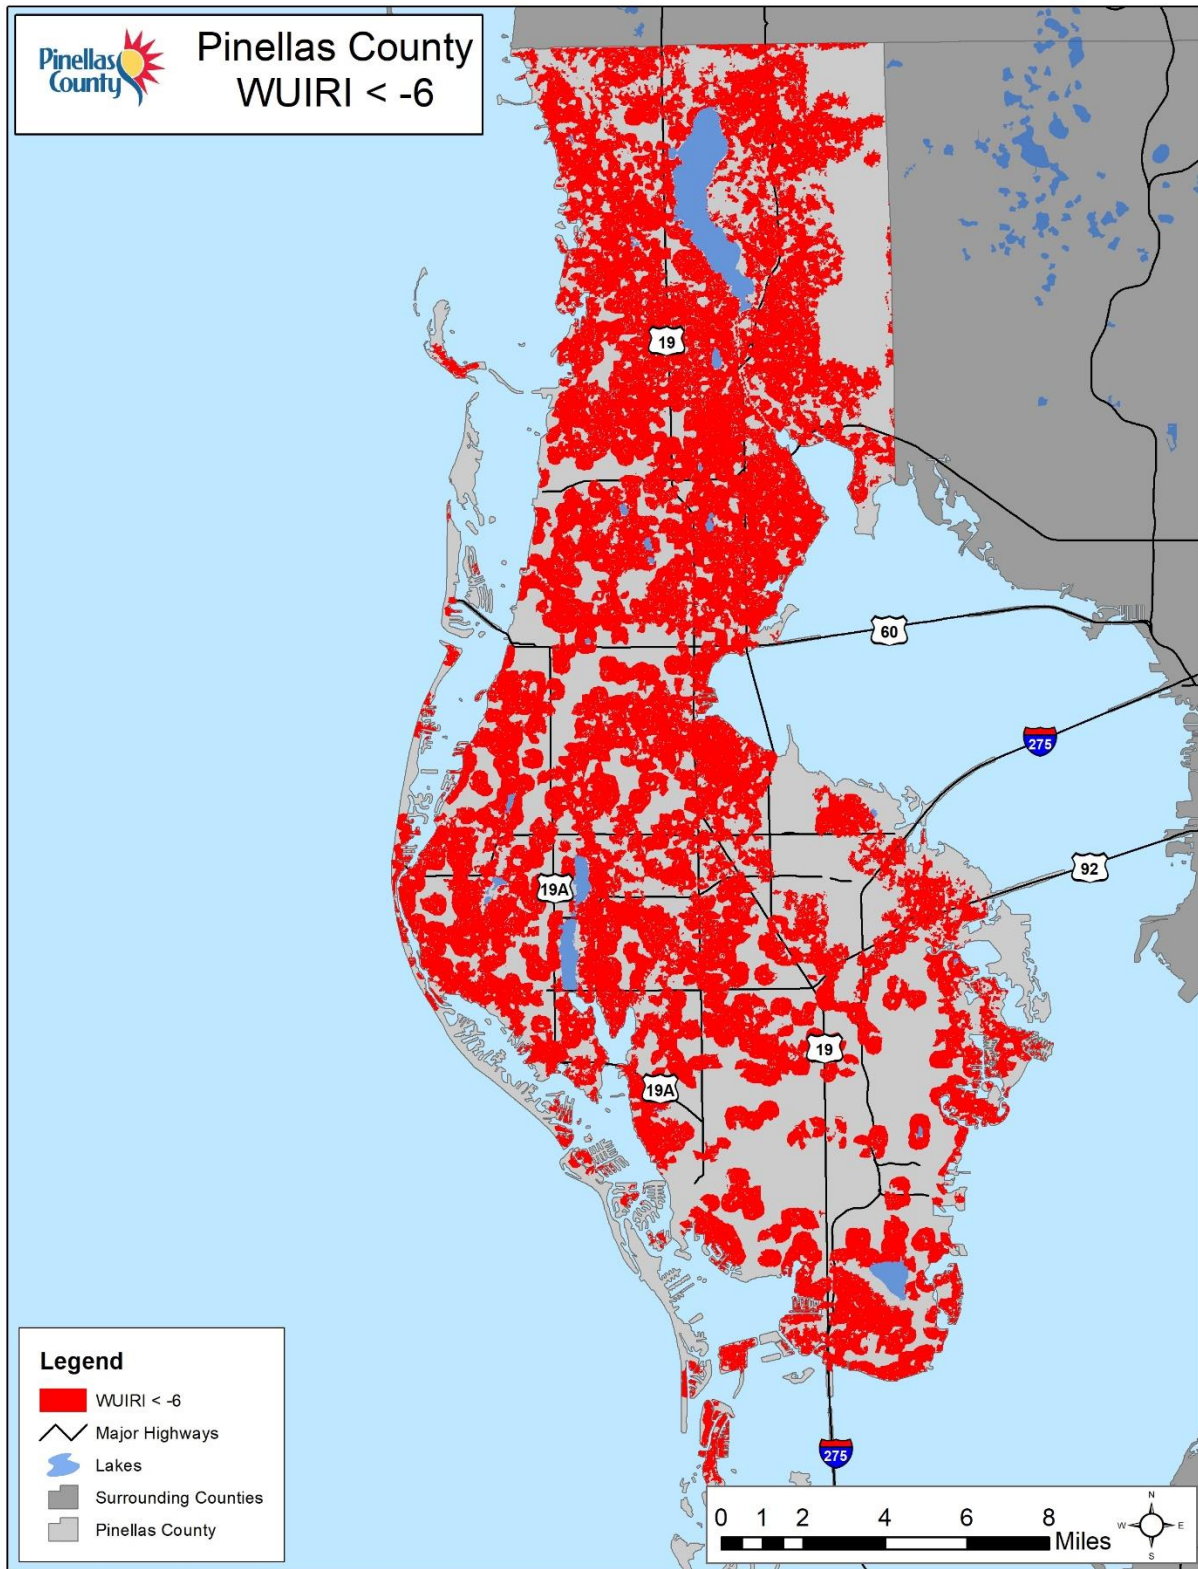 Pinellas
County
Pinellas County
WUIRI < -6
19
60
275
92
19A
19
19A
275
Legend
WUIRI < -6
Major Highways
Lakes
Surrounding Counties
Pinellas County
0 1 2 4 6 8
Miles
N
W E
S